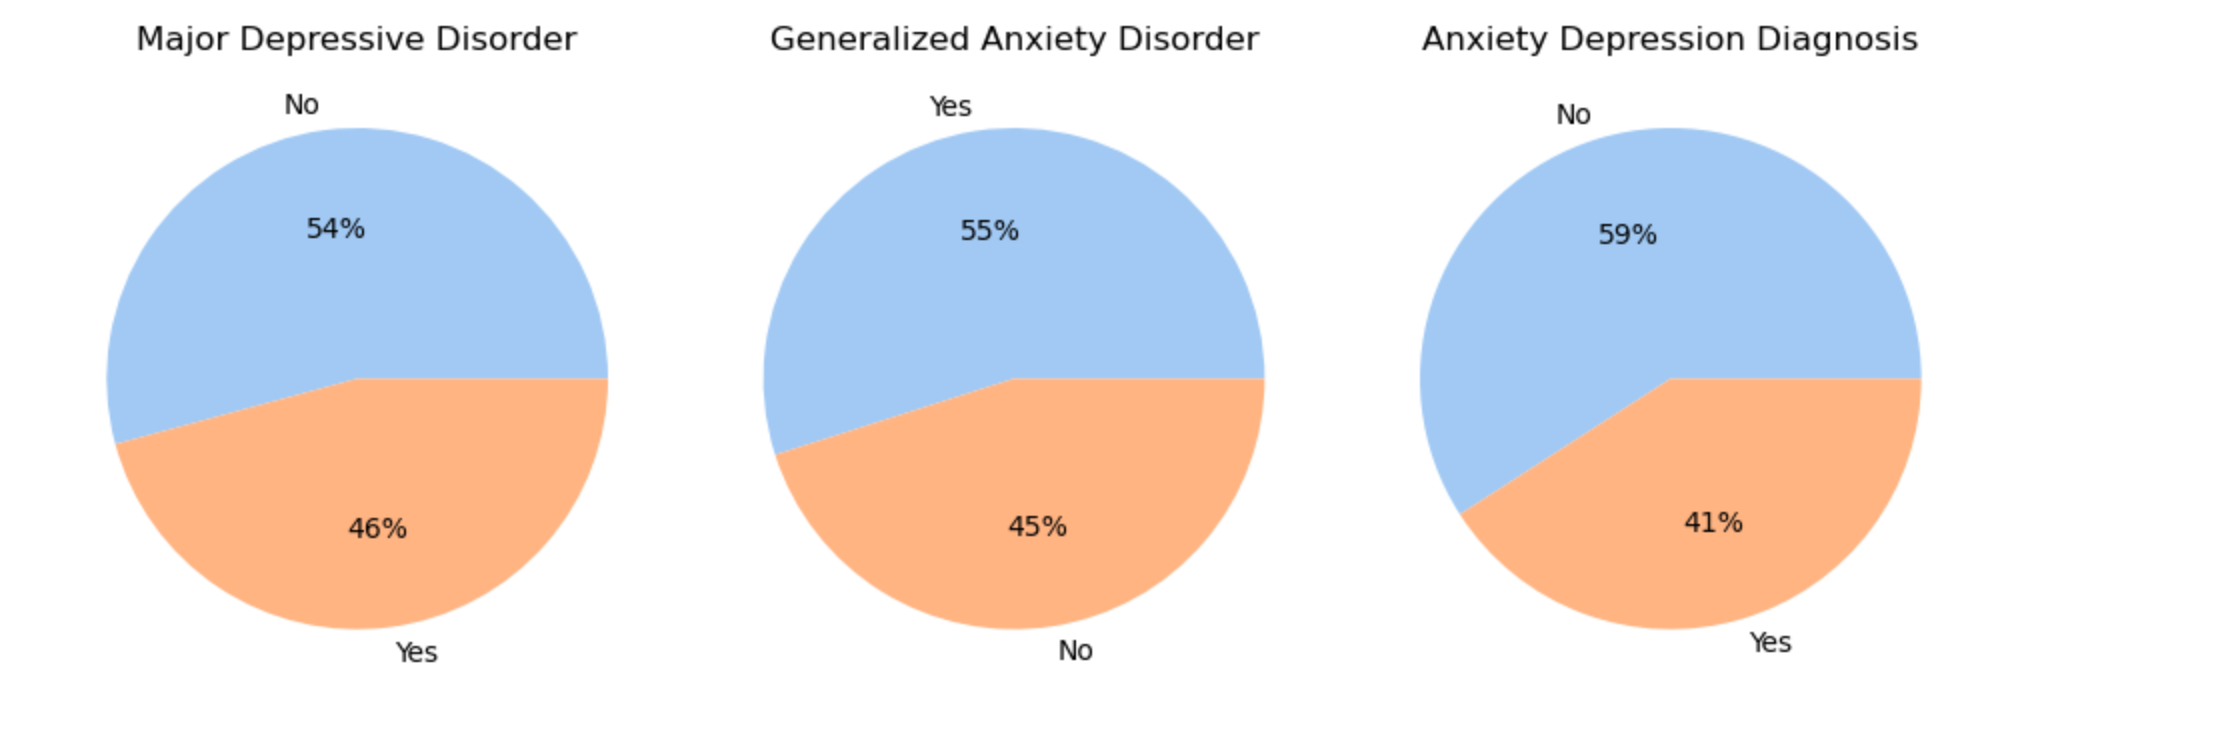 Major Depressive Disorder
No
54%
46%
Yes
Generalized Anxiety Disorder
Yes
55%
45%
No
Anxiety Depression Diagnosis
No
59%
41%
Yes